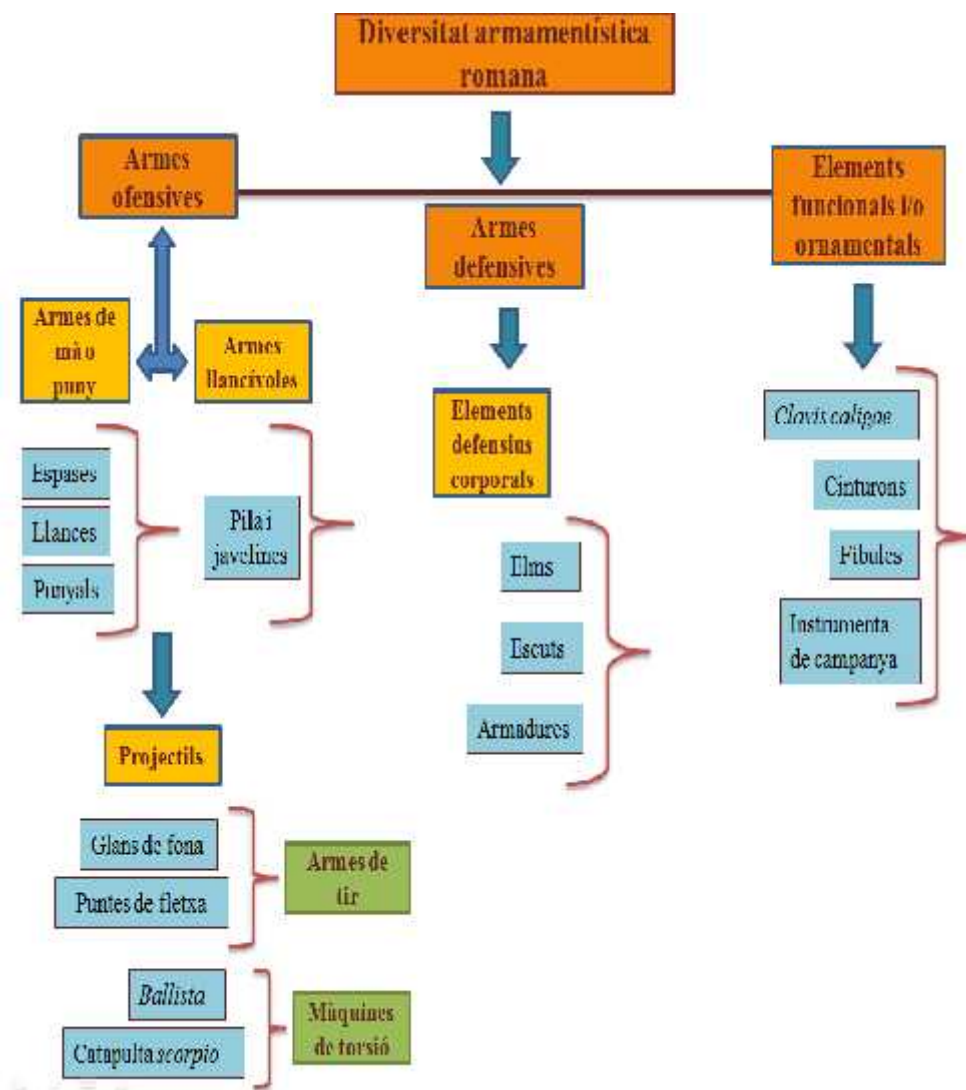 Diversitat armamentística
romana
Armes
ofensives
Elements
funcionals i/o
ornamentals
Armes
defensives
Armes de
mà o
puny
Armes
llancívoles
Elements
defensius
corporals
Espases
Llances
Punyals
Pila i
javelines
Elms
Escuts
Armadures
Clavis caligae
Cinturons
Fíbules
Instrumenta
de campanya
Projectils
Glans de fona
Puntes de fletxa
Armes de
tir
Ballista
Catapulta scorpio
Màquines
de torsió